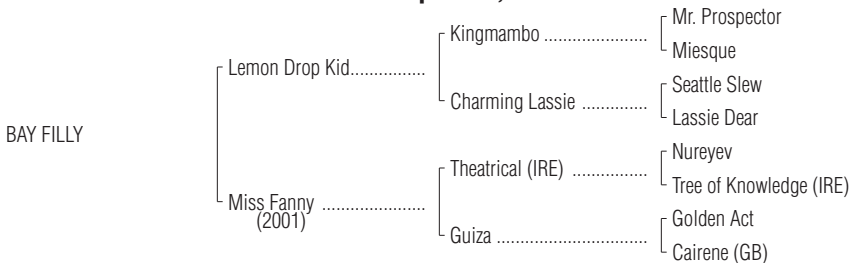 Mr. Prospector
Kingmambo ......................
Miesque
Lemon Drop Kid................
Seattle Slew
Charming Lassie ..............
Lassie Dear
BAY FILLY
Nureyev
Theatrical (IRE) ................
Tree of Knowledge (IRE)
Miss Fanny ......................
(2001)
Golden Act
Guiza ................................
Cairene (GB)